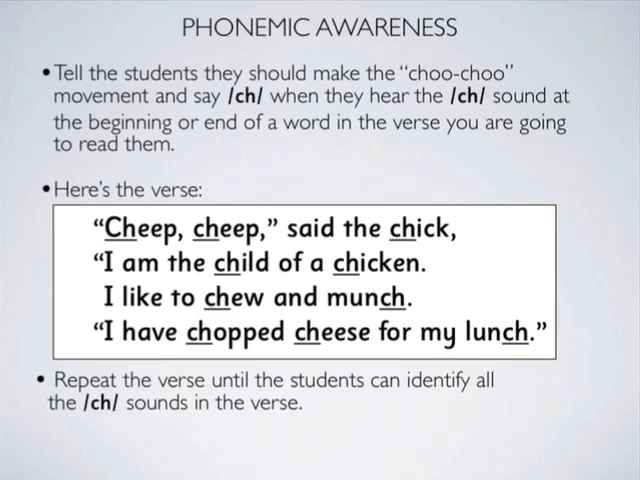 PHONEMIC AWARENESS
• Tell the students they should make the “choo-choo”
movement and say /ch/ when they hear the /ch/ sound at
the beginning or end of a word in the verse you are going
to read them.
• Here’s the verse:
“Cheep, cheep,” said the chick,
“I am the child of a chicken.
I like to chew and munch.
“I have chopped cheese for my lunch.”
• Repeat the verse until the students can identify all
the /ch/ sounds in the verse.